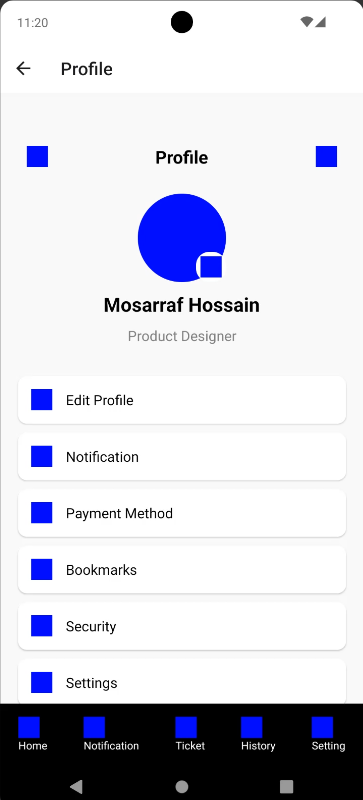 11:20
Profile
Profile
Mosarraf Hossain
Product Designer
Edit Profile
Notification
Payment Method
Bookmarks
Security
Settings
Home Notification Ticket History Setting